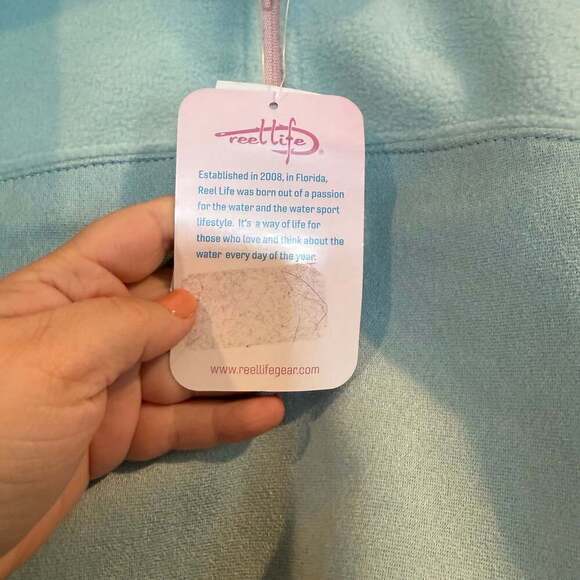 reel life®
Established in 2008, in Florida,
Reel Life was born out of a passion
for the water and the water sport
lifestyle. It's a way of life for
those who love and think about the
water every day of the year.
www.reellifegear.com